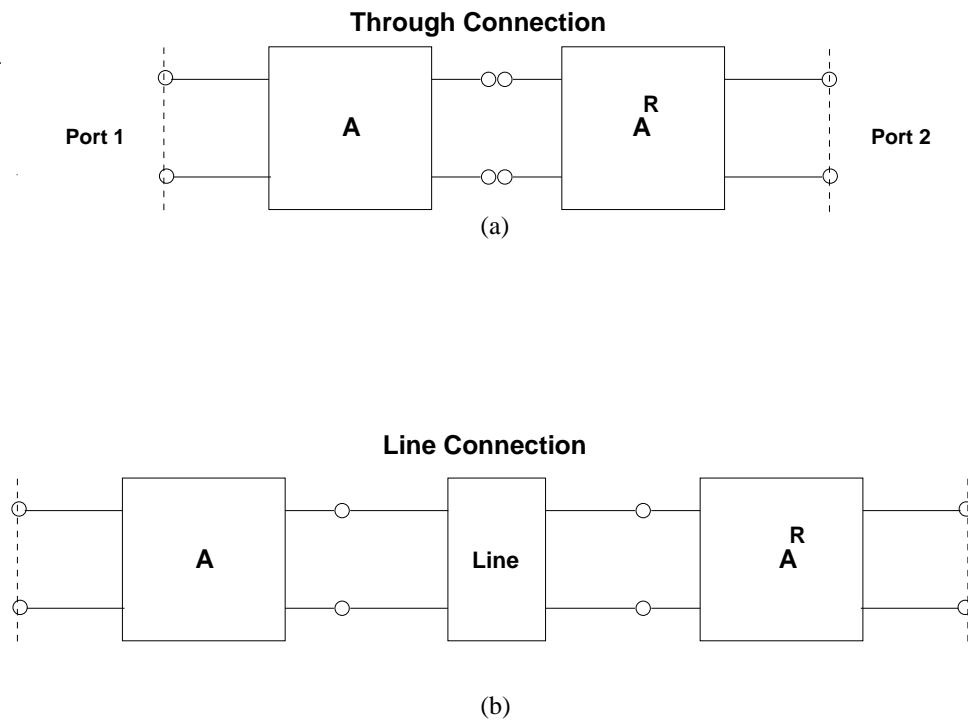 Through Connection
R
Port 1 A A Port 2
(a)
Line Connection
R
A Line A
(b)